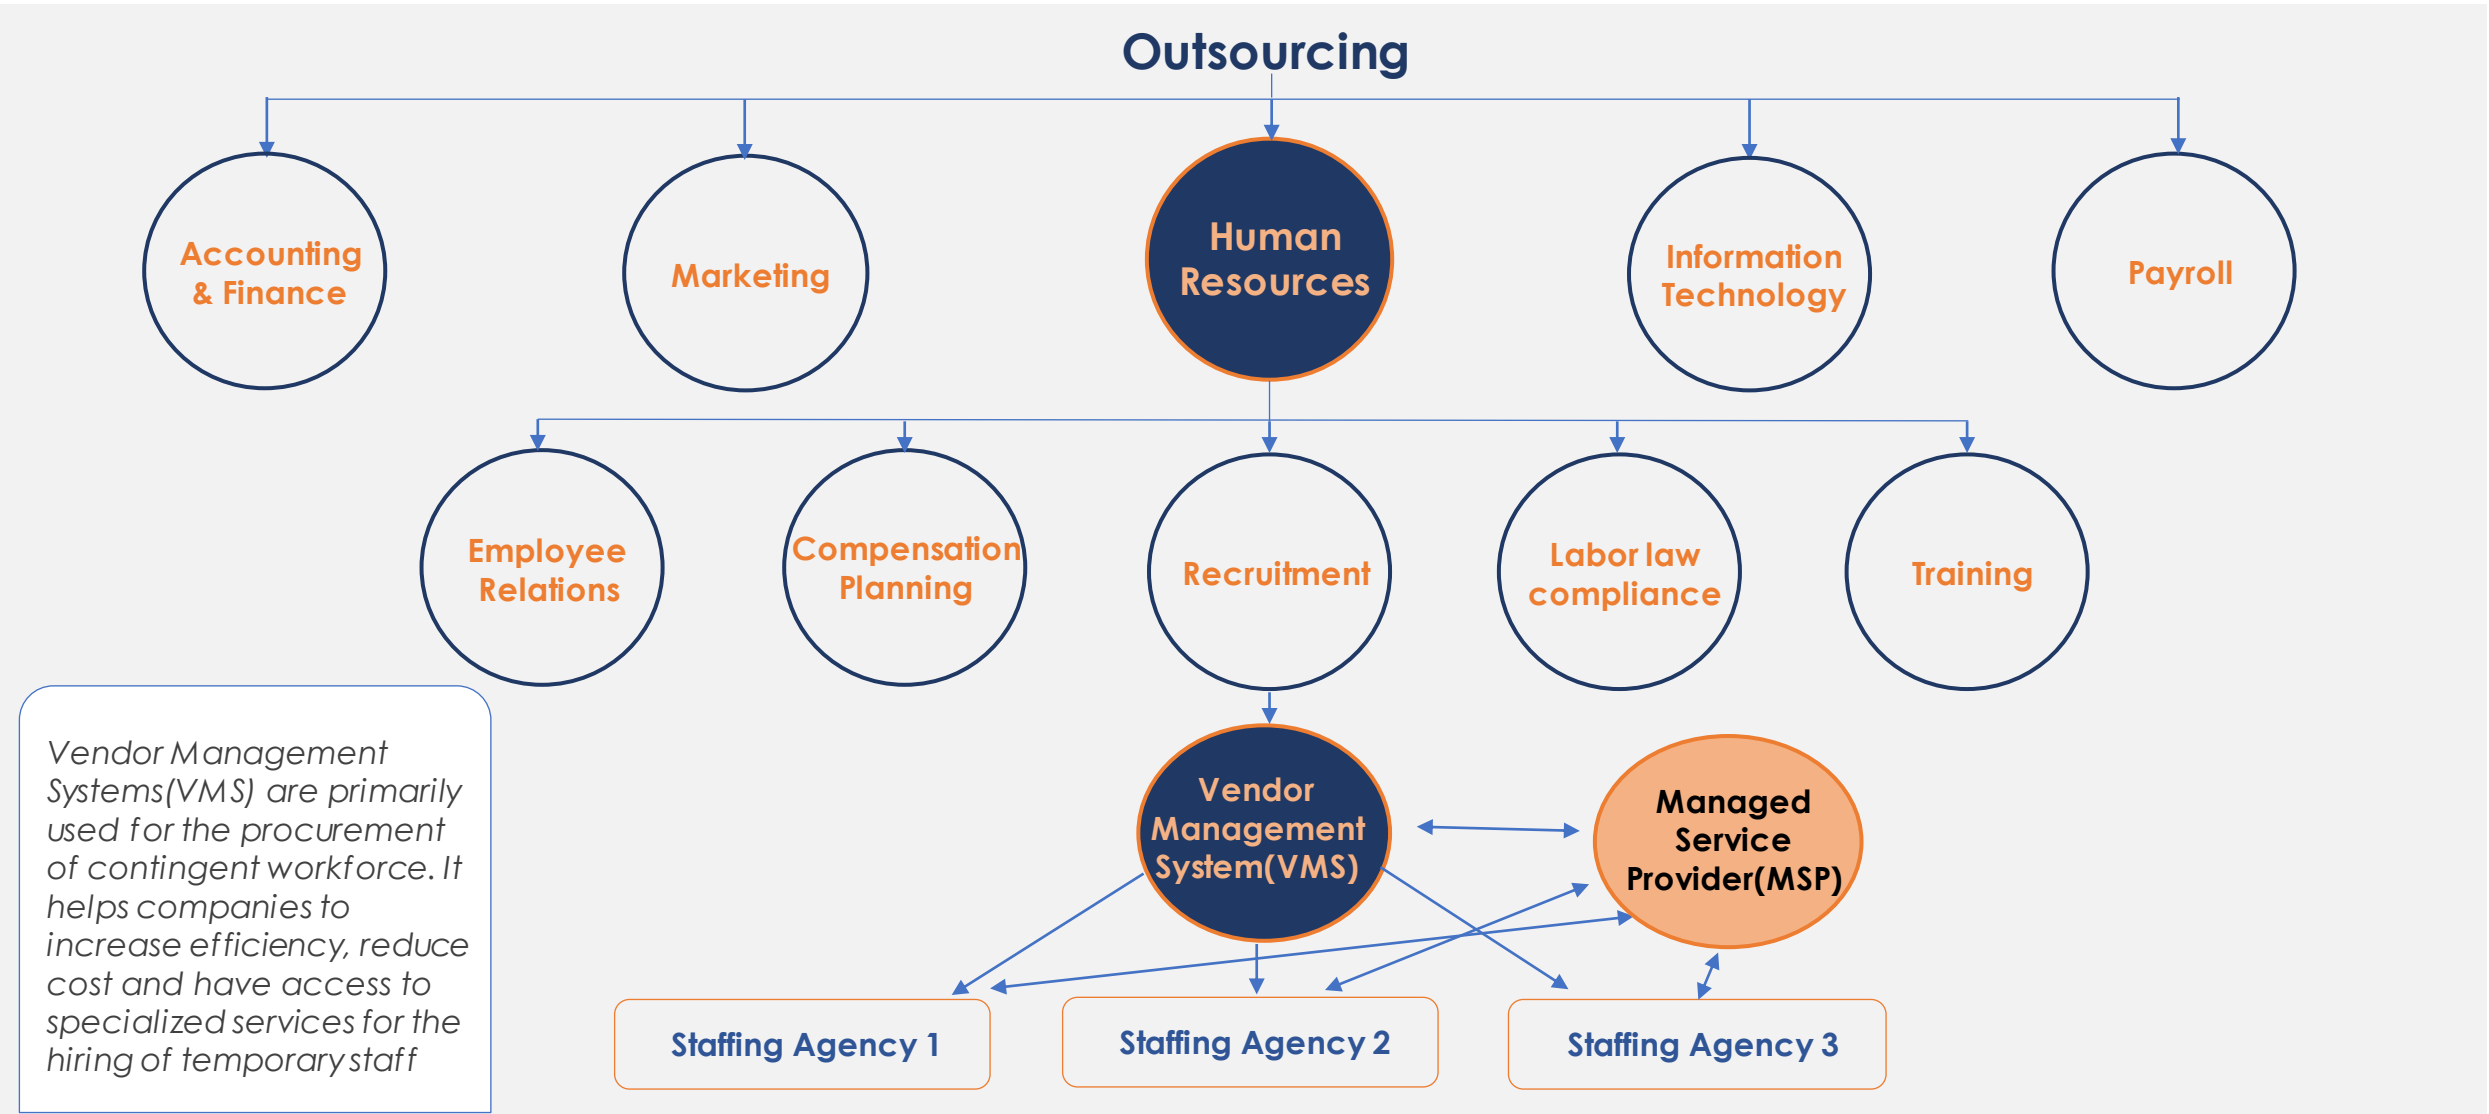 Outsourcing
Accounting
& Finance
Marketing
Human
Resources
Information
Technology
Payroll
Employee
Relations
Compensation
Planning
Recruitment
Labor law
compliance
Training
Vendor Management
Systems(VMS) are primarily
used for the procurement
of contingent workforce. It
helps companies to
increase efficiency, reduce
cost and have access to
specialized services for the
hiring of temporary staff
Vendor
Management
System(VMS)
Managed
Service
Provider(MSP)
Staffing Agency 1
Staffing Agency 2
Staffing Agency 3